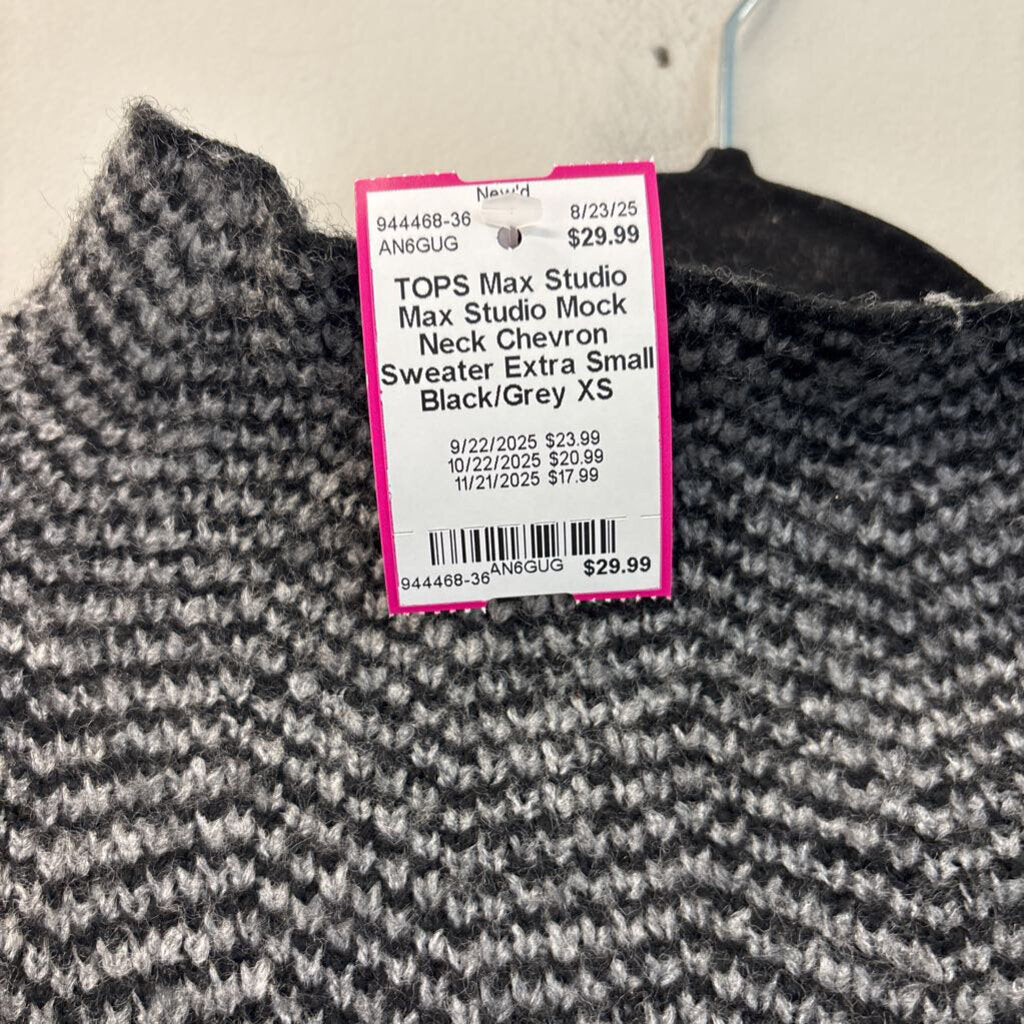 New'd
944468-36 8/23/25
AN6GUG $29.99
TOPS Max Studio
Max Studio Mock
Neck Chevron
Sweater Extra Small
Black/Grey XS
9/22/2025 $23.99
10/22/2025 $20.99
11/21/2025 $17.99
944468-36 AN6GUG $29.99